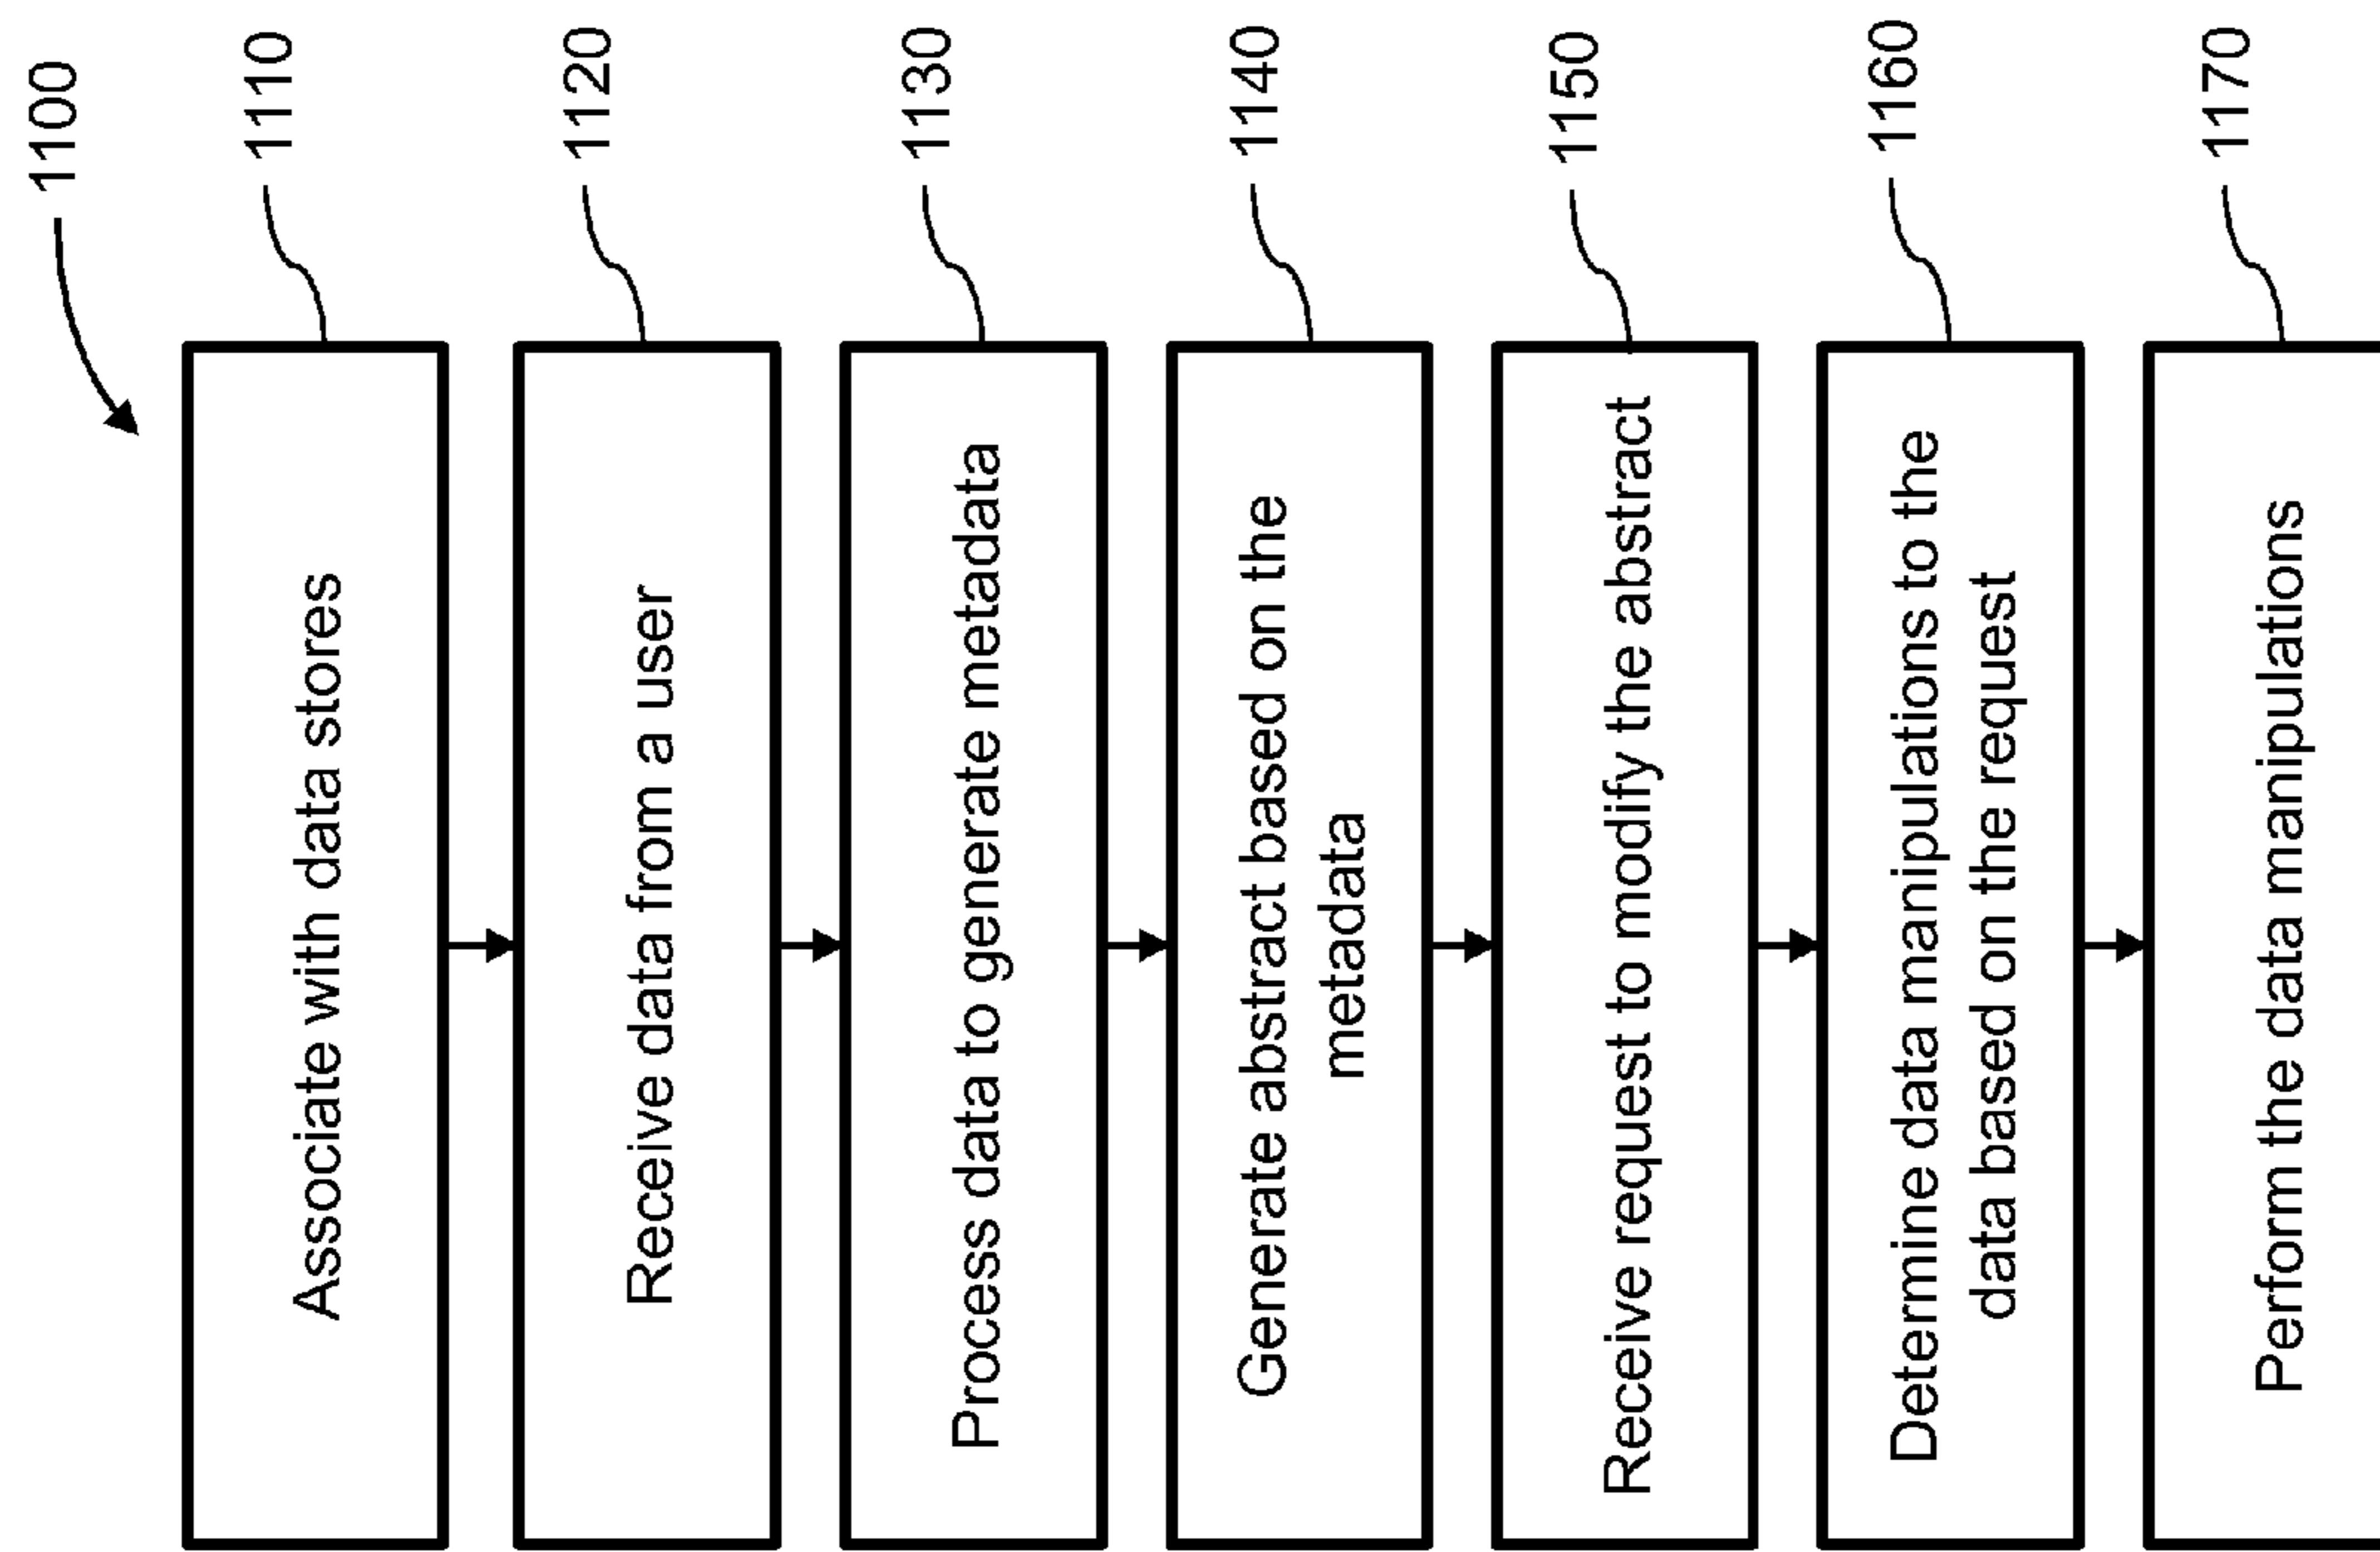 1100
Associate with data stores
1110
Receive data from a user
1120
Process data to generate metadata
1130
Generate abstract based on the
metadata
1140
Receive request to modify the abstract
1150
Determine data manipulations to the
data based on the request
1160
Perform the data manipulations
1170